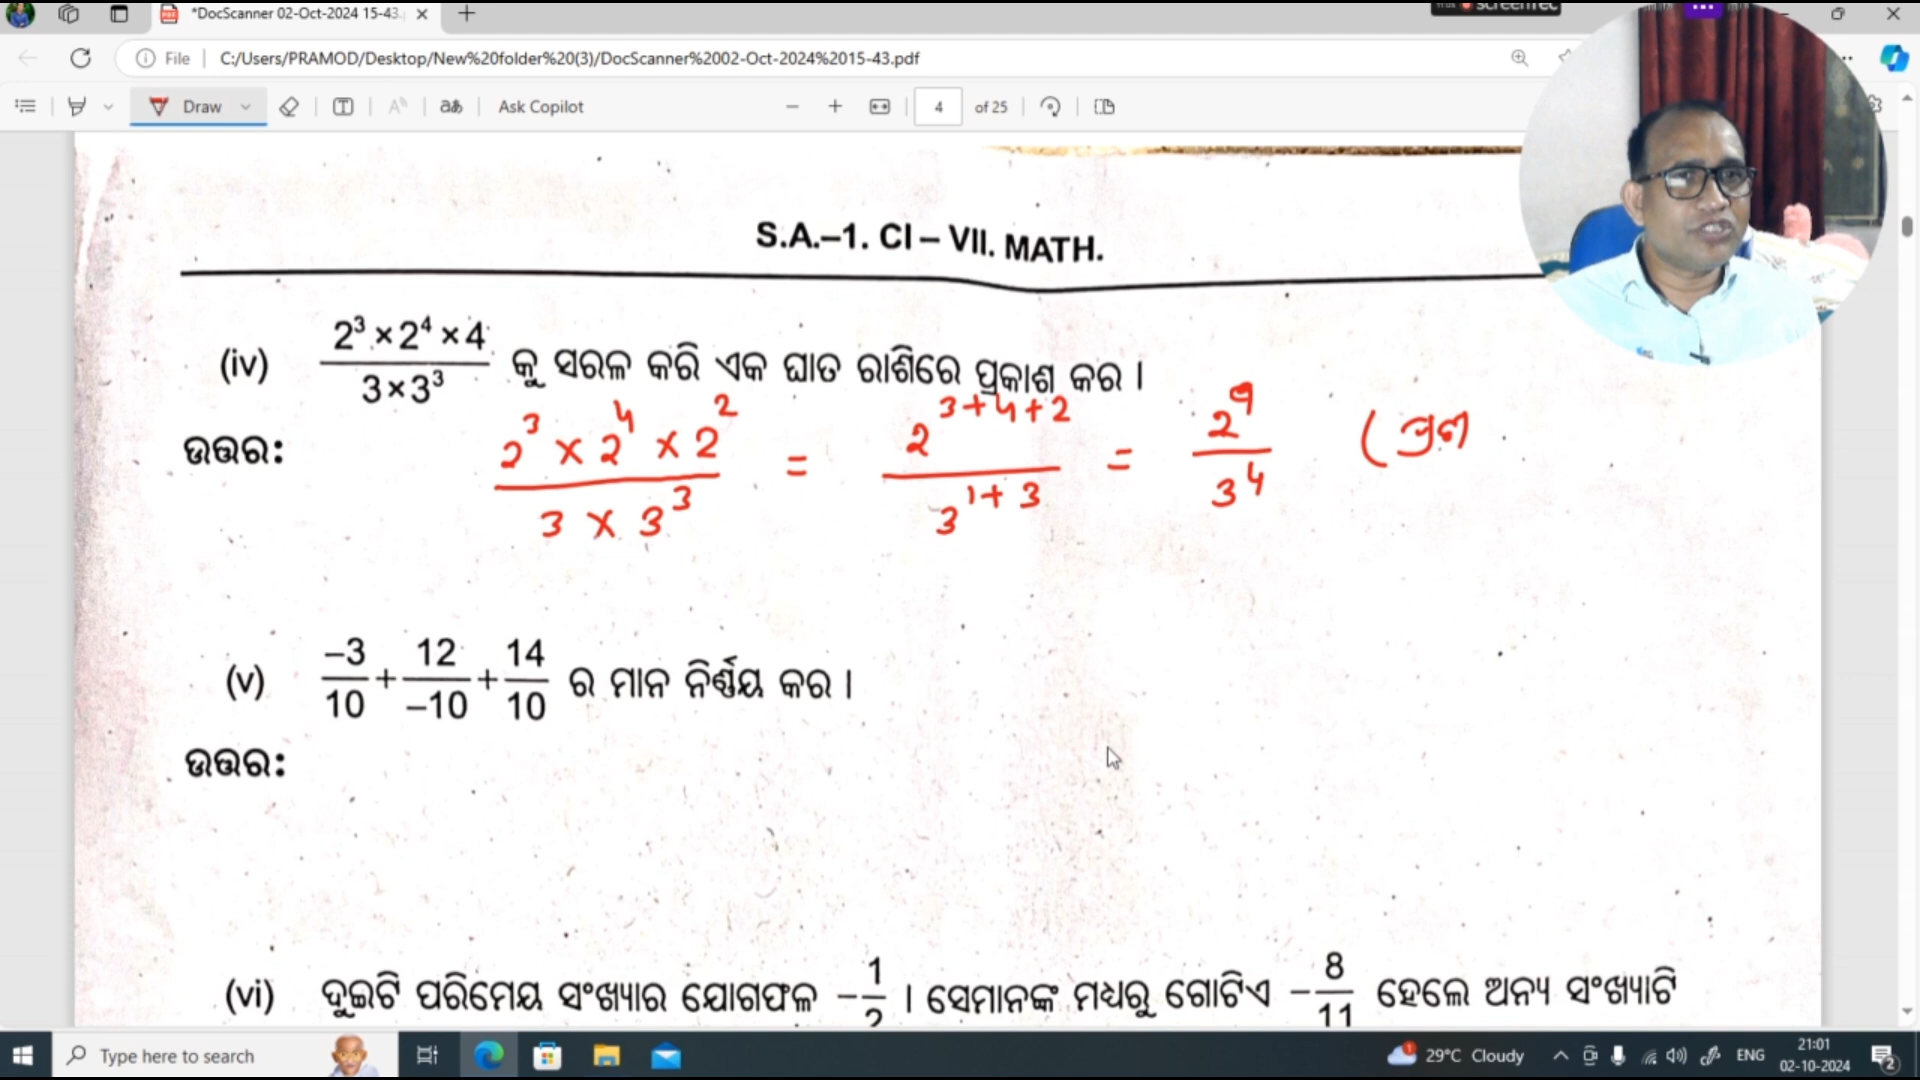 *DocScanner 02-Oct-2024 15-43.
File C:/Users/PRAMOD/Desktop/New%20folder%20(3)/DocScanner%2002-Oct-2024%2015-43.pdf
Draw aあ Ask Copilot 4 of 25
S.A.–1. Cl – VII. MATH.
(iv) 2³ × 2⁴ × 4 / 3 × 3³ କୁ ସରଳ କରି ଏକ ଘାତ ରାଶିରେ ପ୍ରକାଶ କର ।
ଉତ୍ତର: 2³ × 2⁴ × 2² / 3 × 3³ = 2³⁺⁴⁺² / 3¹⁺³ = 2⁹ / 3⁴ (
(v) –3/10 + 12/–10 + 14/10 ର ମାନ ନିର୍ଣ୍ଣୟ କର ।
ଉତ୍ତର:
(vi) ଦୁଇଟି ପରିମେୟ ସଂଖ୍ୟାର ଯୋଗଫଳ –1/2 । ସେମାନଙ୍କ ମଧ୍ୟରୁ ଗୋଟିଏ –8/11 ହେଲେ ଅନ୍ୟ ସଂଖ୍ୟାଟି
Type here to search 29°C Cloudy ENG 21:01
02-10-2024 2